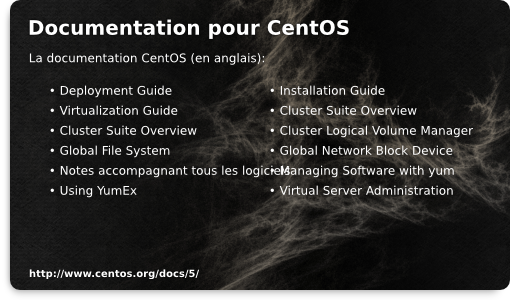 Documentation pour CentOS
La documentation CentOS (en anglais):
• Deployment Guide
• Virtualization Guide
• Cluster Suite Overview
• Global File System
• Notes accompagnant tous les logiciels
• Using YumEx
• Installation Guide
• Cluster Suite Overview
• Cluster Logical Volume Manager
• Global Network Block Device
• Managing Software with yum
• Virtual Server Administration
http://www.centos.org/docs/5/